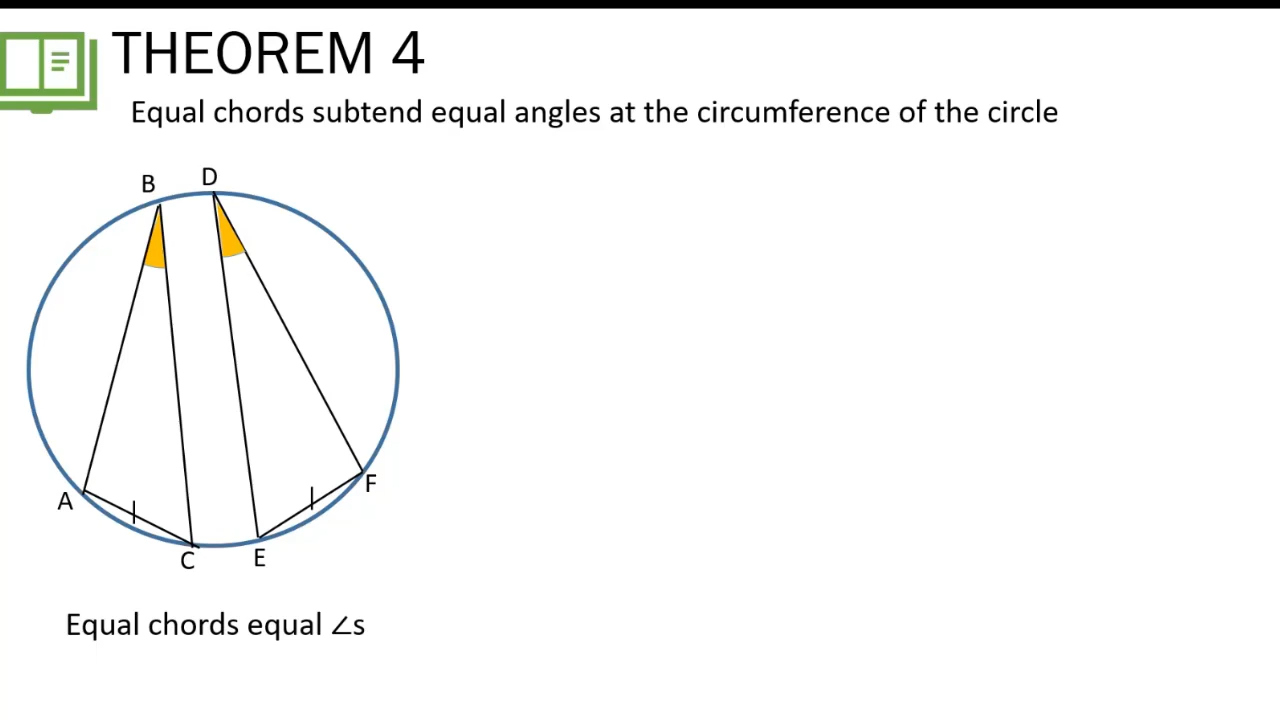 THEOREM 4
Equal chords subtend equal angles at the circumference of the circle
B
D
A
F
C
E
Equal chords equal ∠s